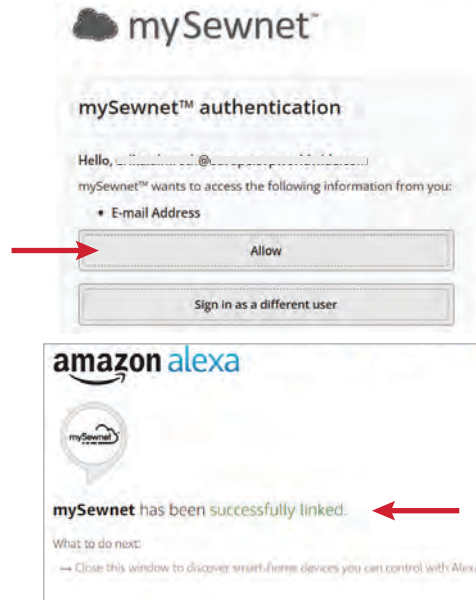 mySewnet™
mySewnet™ authentication
Hello,
mySewnet™ wants to access the following information from you:
• E-mail Address
Allow
Sign in as a different user
amazon alexa
mySewnet
mySewnet has been successfully linked.
What to do next:
→ Close this window to discover smart-home devices you can control with Alexa